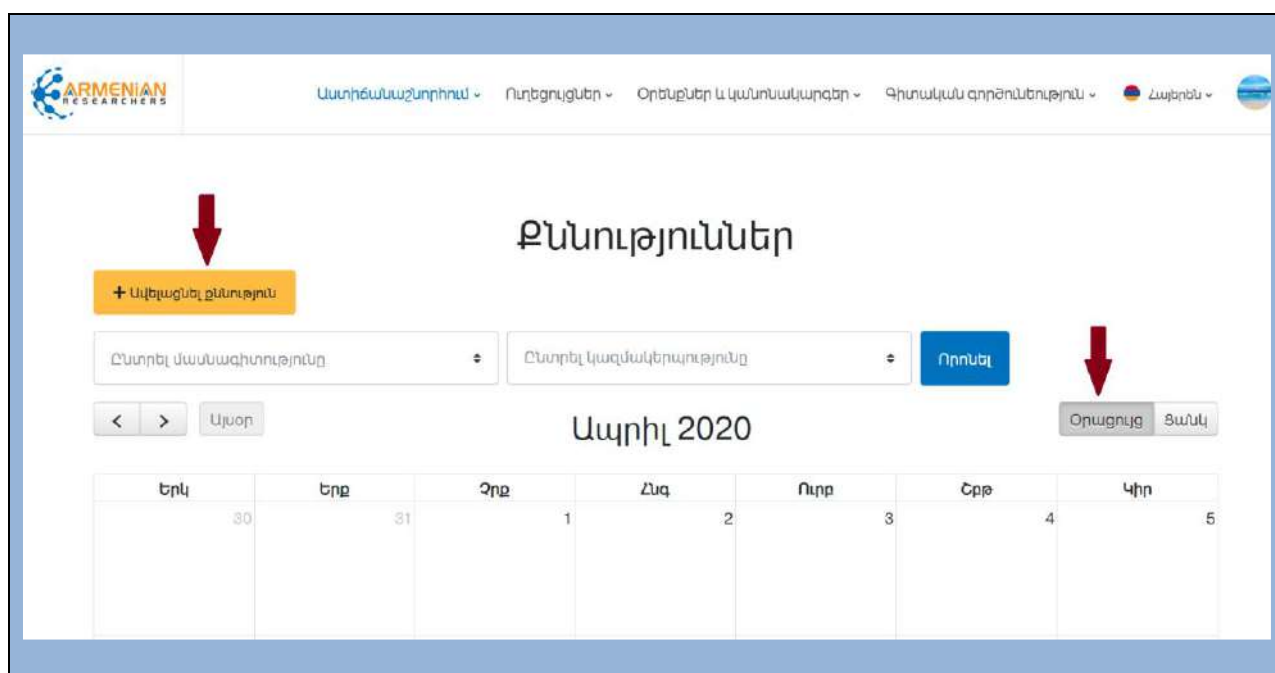 ARMENIAN
RESEARCHERS
Աստիճանաշնորհում Ուղեցույցներ Օրենքներ և կանոնակարգեր Գիտական գործունեություն Հայերեն
Քննություններ
+ Ավելացնել քննություն
Ընտրել մասնագիտությունը Ընտրել կազմակերպությունը Որոնել
< > Այսօր Ապրիլ 2020 Օրացույց Ցանկ
Երկ Երք Չրք Հնգ Ուրբ Շբթ Կիր
30 31 1 2 3 4 5